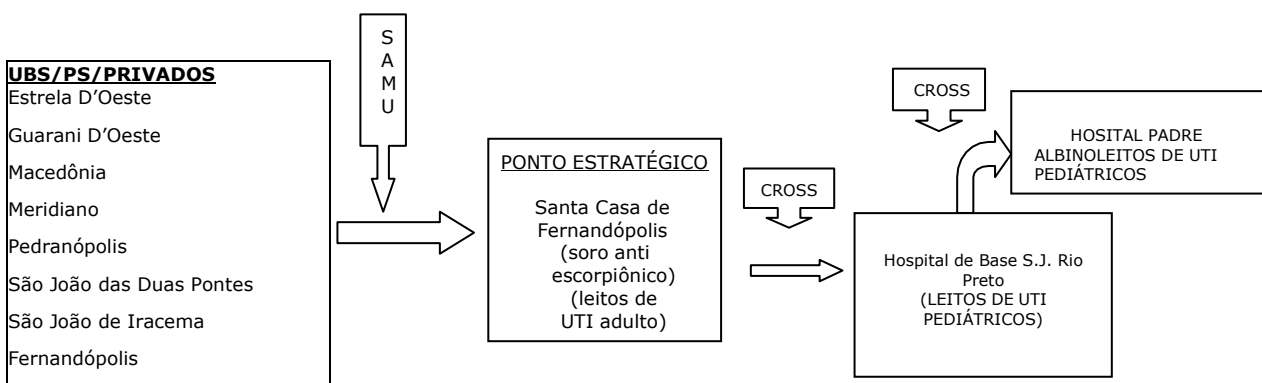 UBS/PS/PRIVADOS
Estrela D’Oeste
Guarani D’Oeste
Macedônia
Meridiano
Pedranópolis
São João das Duas Pontes
São João de Iracema
Fernandópolis
S
A
M
U
PONTO ESTRATÉGICO
Santa Casa de
Fernandópolis
(soro anti
escorpiônico)
(leitos de
UTI adulto)
CROSS
Hospital de Base S.J. Rio
Preto
(LEITOS DE UTI
PEDIÁTRICOS)
CROSS
HOSITAL PADRE
ALBINOLEITOS DE UTI
PEDIÁTRICOS